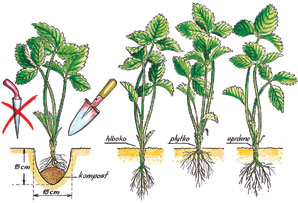 hlboko
plytko
správne
15 cm
kompost
15 cm